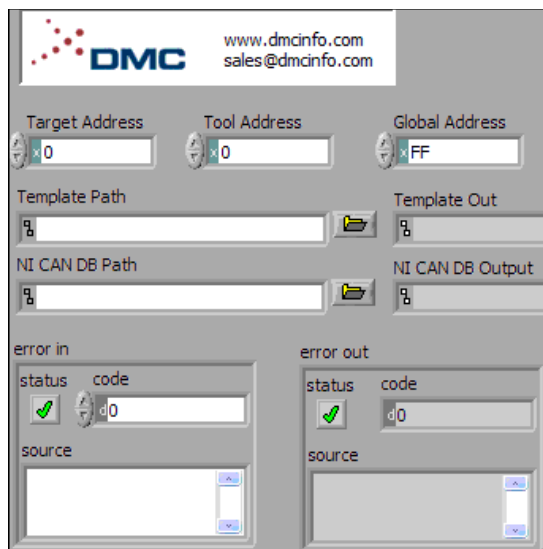 DMC
www.dmcinfo.com
sales@dmcinfo.com
Target Address
Tool Address
Global Address
x0
x0
xFF
Template Path
Template Out
NI CAN DB Path
NI CAN DB Output
error in
error out
status
code
d0
status
code
d0
source
source